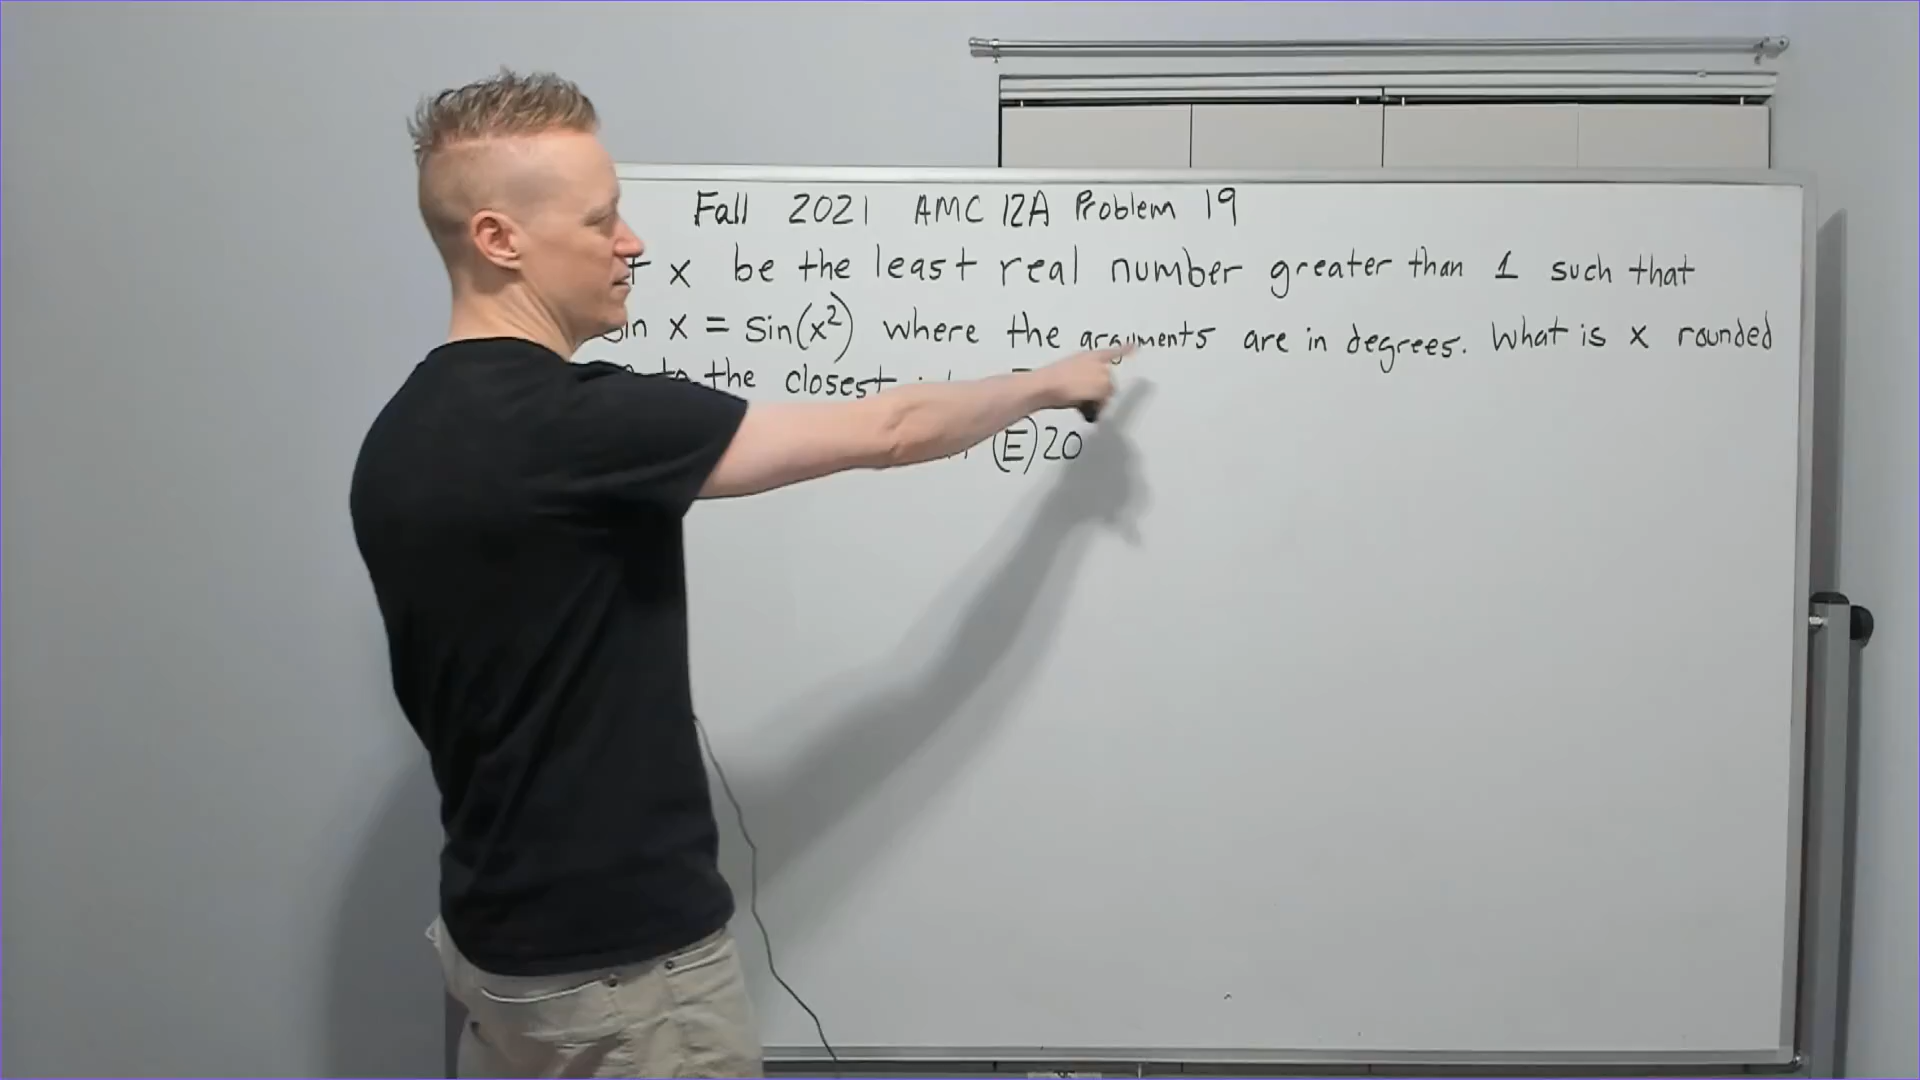 Fall 2021 AMC 12A Problem 19
x be the least real number greater than 1 such that
x = sin(x²) where the arguments are in degrees. What is x rounded
to the closest
(E) 20